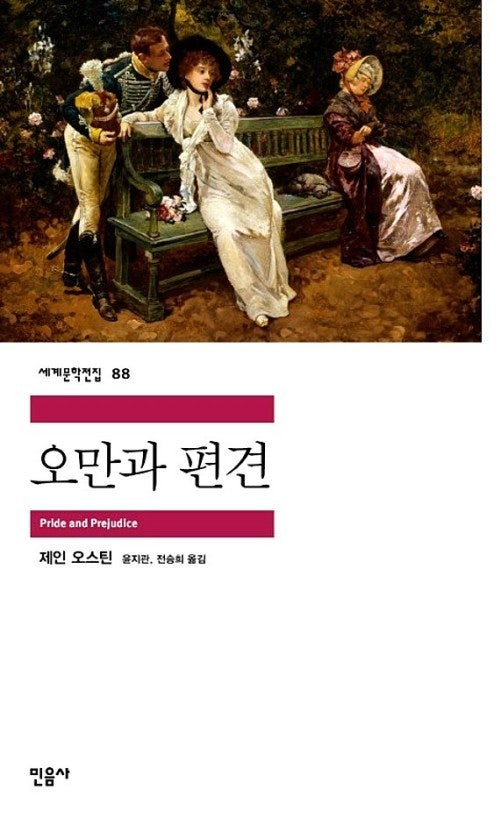 세계문학전집 88
오만과 편견
Pride and Prejudice
제인 오스틴 윤지관, 전승희 옮김
민음사